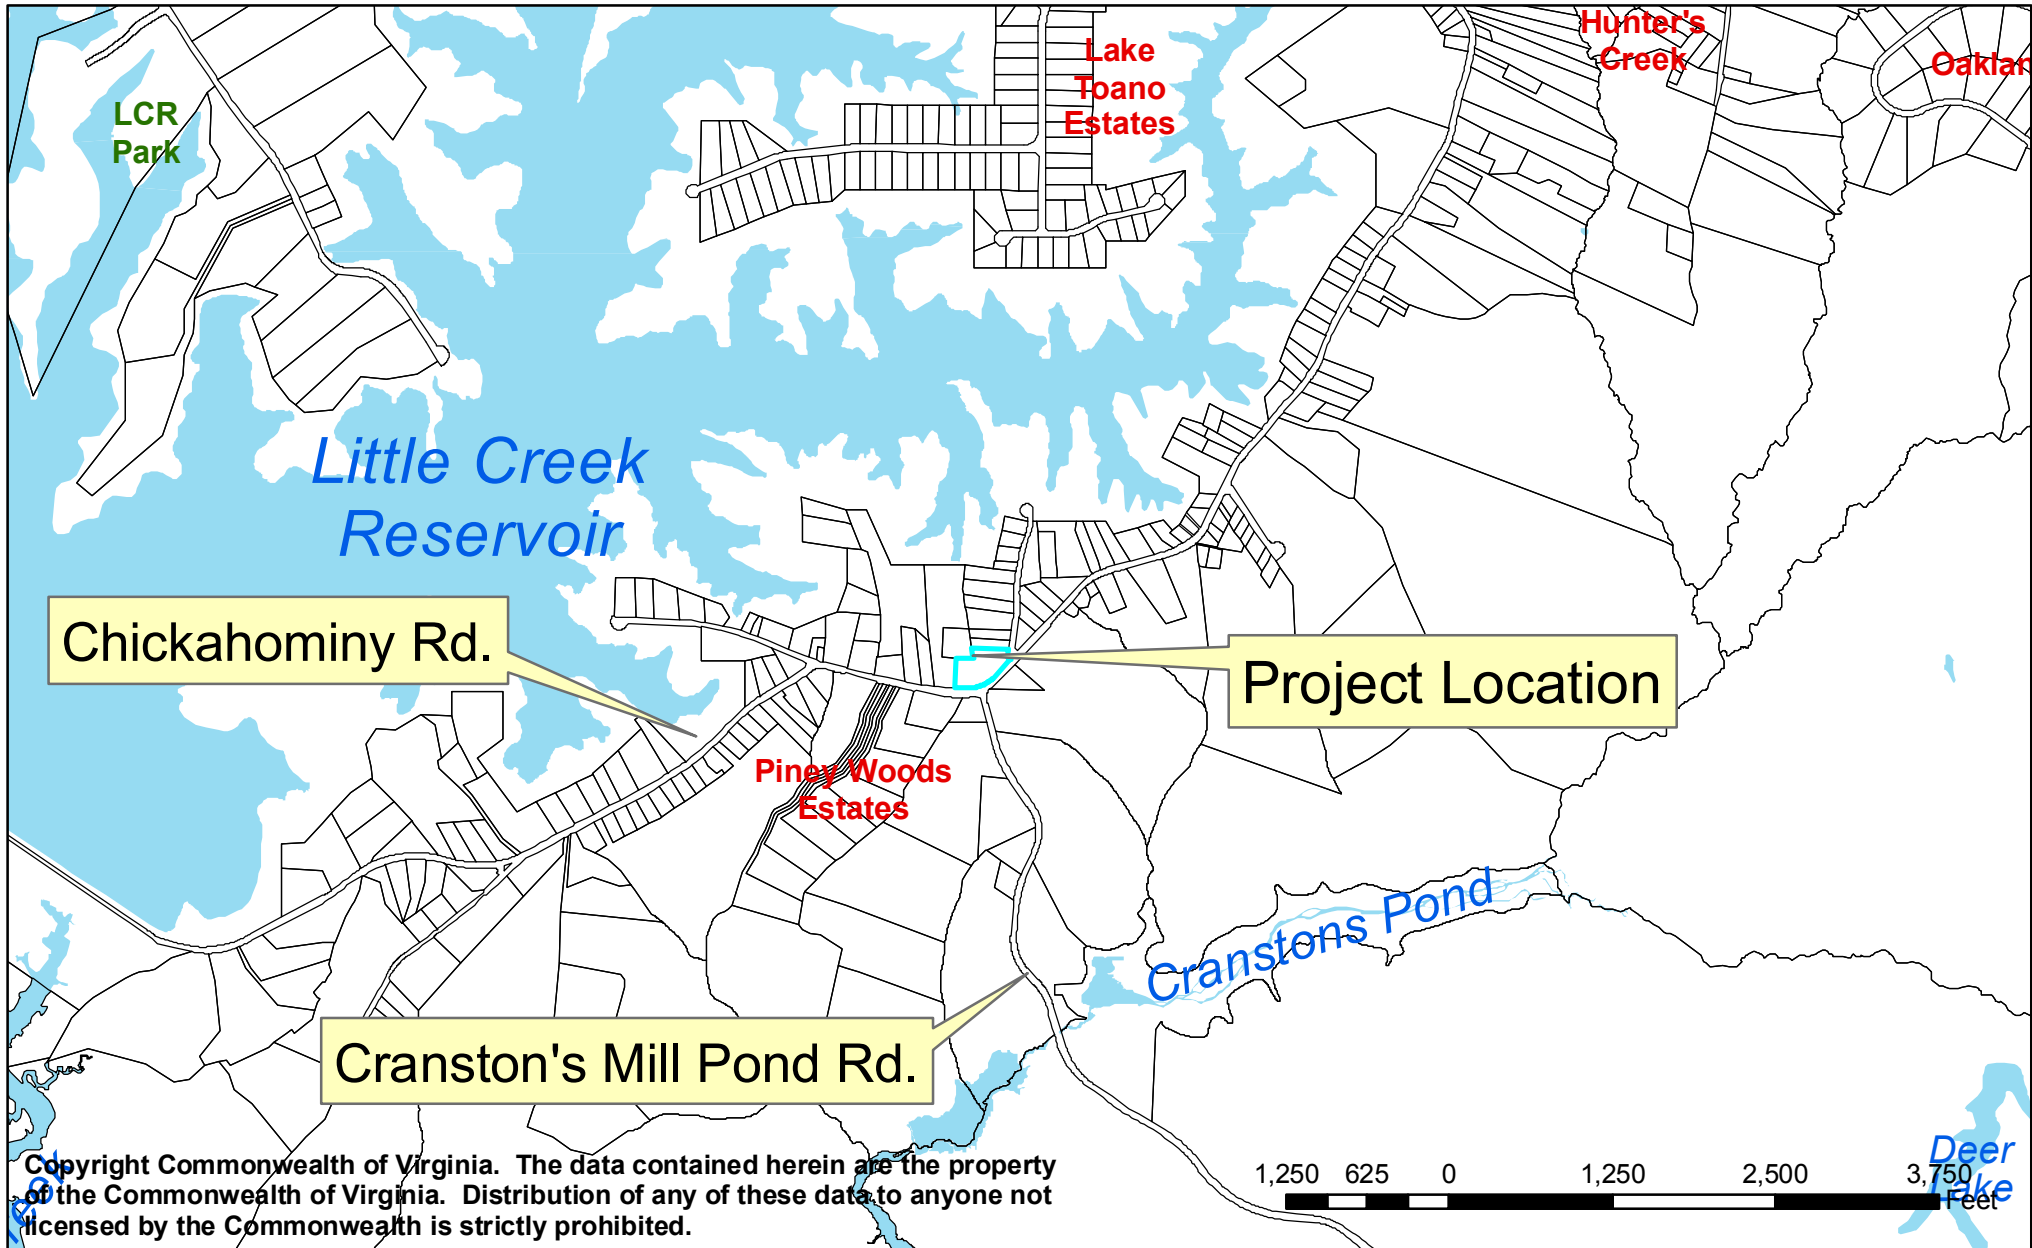 Hunter's
Creek
Lake
Toano
Estates
Oaklan
LCR
Park
Little Creek
Reservoir
Chickahominy Rd.
Project Location
Piney Woods
Estates
Cranstons Pond
Cranston's Mill Pond Rd.
Deer
Lake
reek
Copyright Commonwealth of Virginia. The data contained herein are the property
of the Commonwealth of Virginia. Distribution of any of these data to anyone not
licensed by the Commonwealth is strictly prohibited.
1,250 625 0 1,250 2,500 3,750
Feet